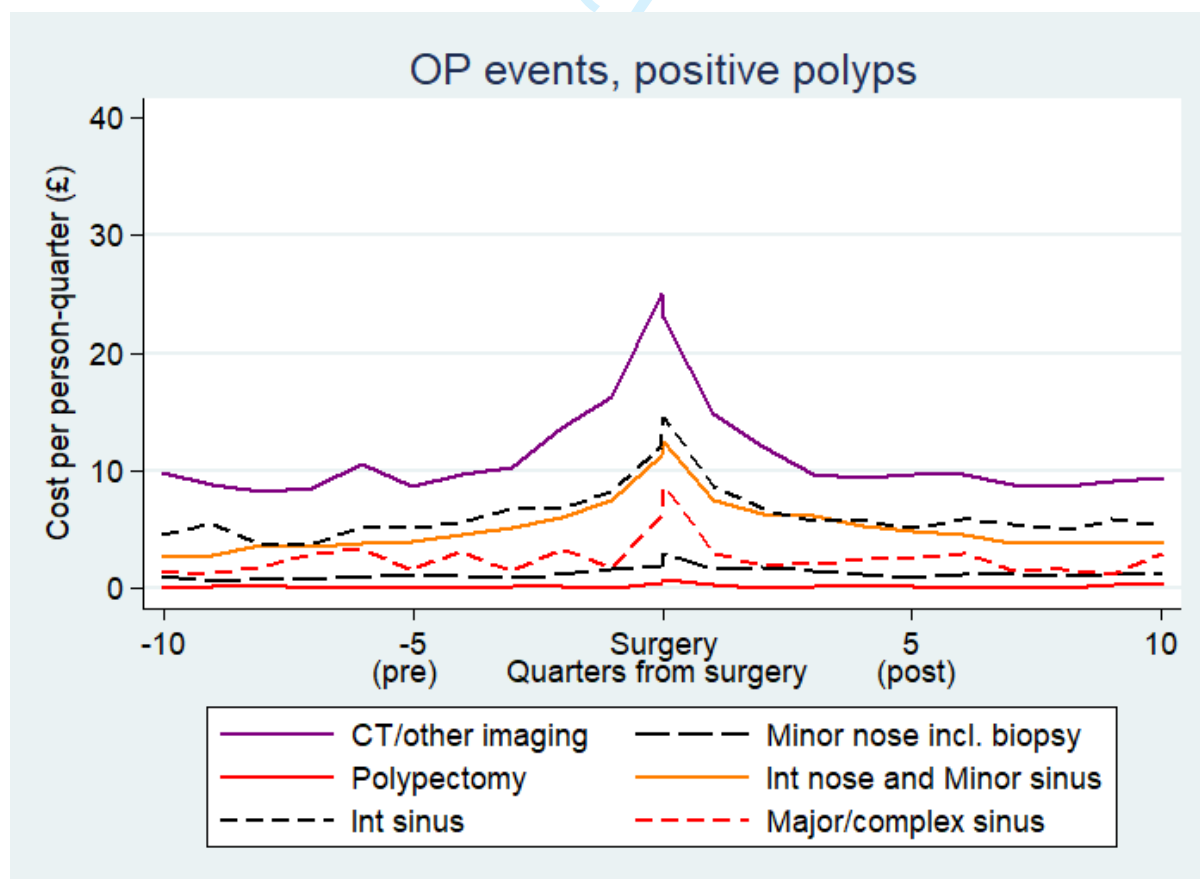 OP events, positive polyps
Cost per person-quarter (£)
40
30
20
10
0
-10
-5
Surgery
5
10
(pre)
Quarters from surgery
(post)
CT/other imaging
Minor nose incl. biopsy
Polypectomy
Int nose and Minor sinus
Int sinus
Major/complex sinus